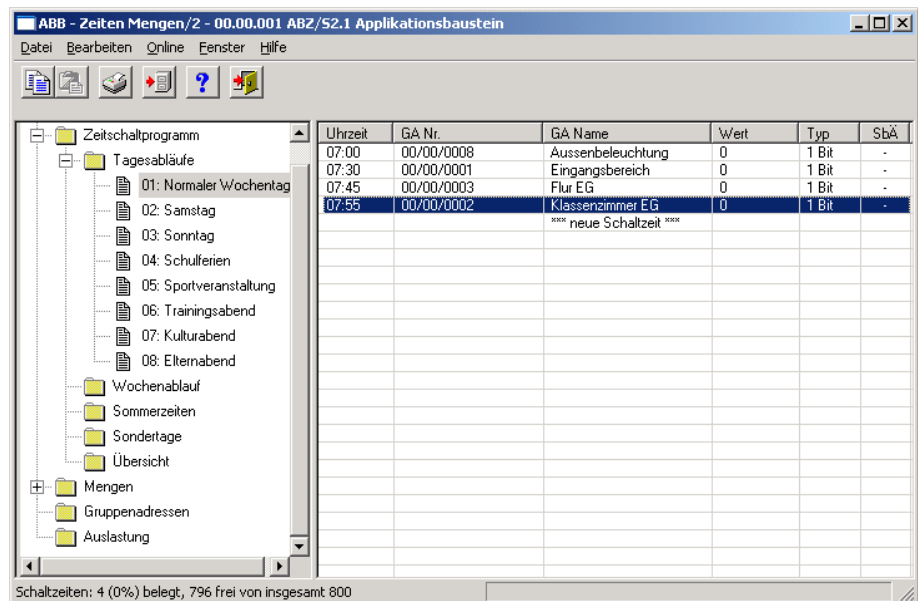 ABB - Zeiten Mengen/2 - 00.00.001 ABZ/S2.1 Applikationsbaustein
Datei Bearbeiten Online Fenster Hilfe
Zeitschaltprogramm
Tagesabläufe
01: Normaler Wochentag
02: Samstag
03: Sonntag
04: Schulferien
05: Sportveranstaltung
06: Trainingsabend
07: Kulturabend
08: Elternabend
Wochenablauf
Sommerzeiten
Sondertage
Übersicht
Mengen
Gruppenadressen
Auslastung
Uhrzeit GA Nr. GA Name Wert Typ SbÄ
07:00 00/00/0008 Aussenbeleuchtung 0 1 Bit -
07:30 00/00/0001 Eingangsbereich 0 1 Bit -
07:45 00/00/0003 Flur EG 0 1 Bit -
07:55 00/00/0002 Klassenzimmer EG 0 1 Bit -
*** neue Schaltzeit ***
Schaltzeiten: 4 (0%) belegt, 796 frei von insgesamt 800